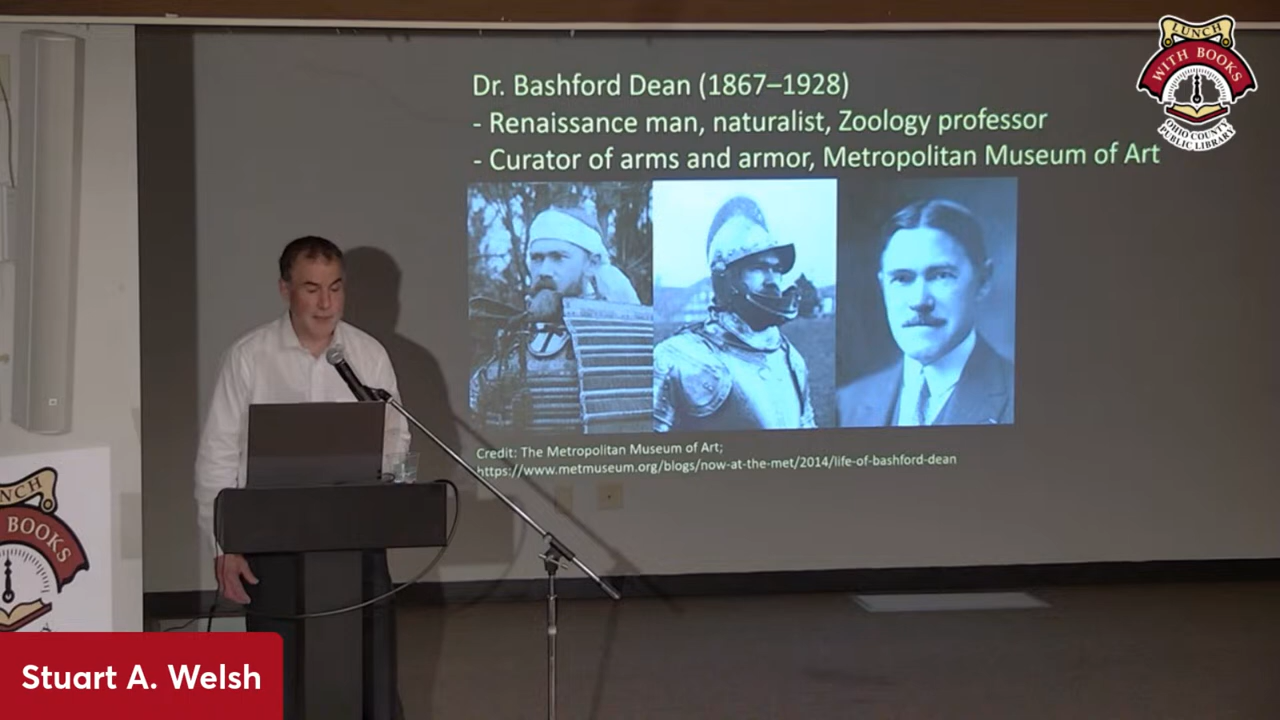 Dr. Bashford Dean (1867–1928)
- Renaissance man, naturalist, Zoology professor
- Curator of arms and armor, Metropolitan Museum of Art
Credit: The Metropolitan Museum of Art;
https://www.metmuseum.org/blogs/now-at-the-met/2014/life-of-bashford-dean
LUNCH
WITH BOOKS
OHIO COUNTY
PUBLIC LIBRARY
NCH
BOOKS
Stuart A. Welsh